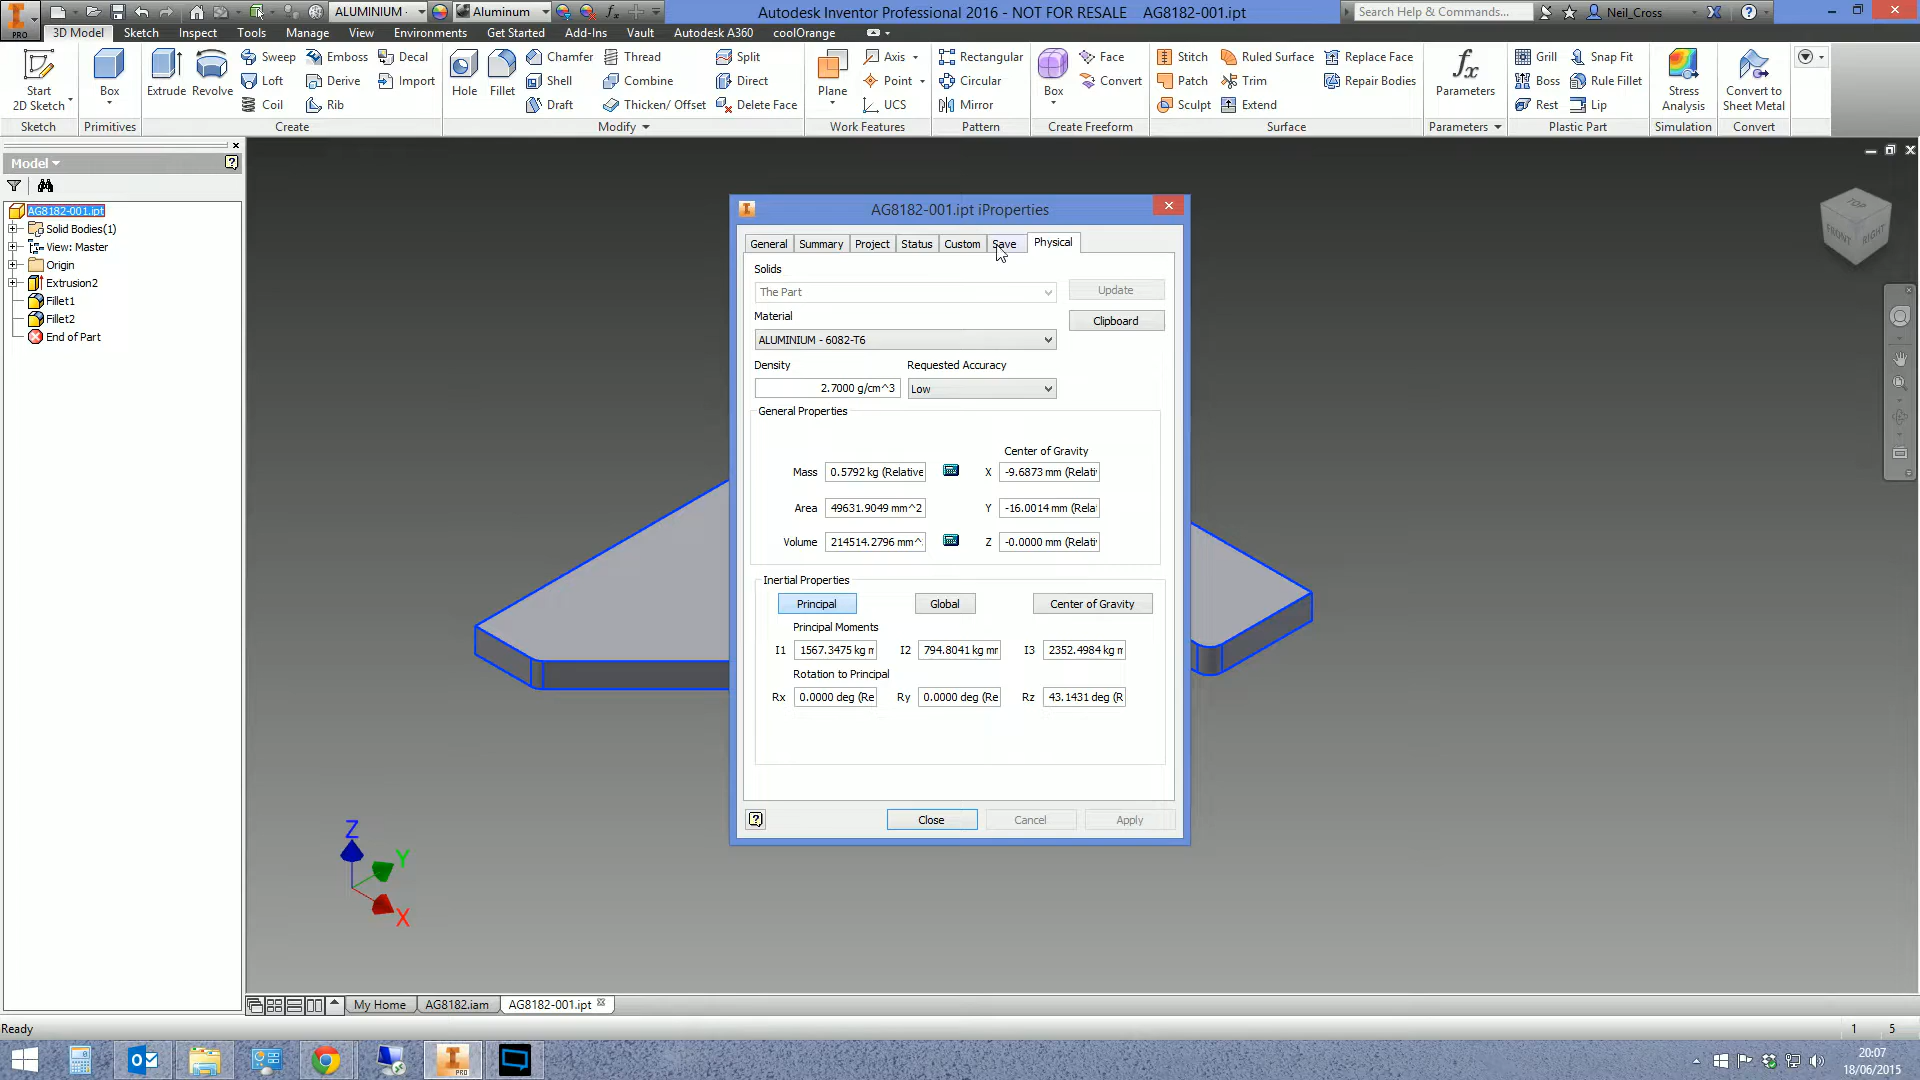 ALUMINIUM
Aluminum
Autodesk Inventor Professional 2016 - NOT FOR RESALE AG8182-001.ipt
Search Help & Commands...
Neil_Cross
PRO
3D Model Sketch Inspect Tools Manage View Environments Get Started Add-Ins Vault Autodesk A360 coolOrange
Start
2D Sketch
Box
Extrude
Revolve
Sweep
Loft
Coil
Emboss
Derive
Rib
Decal
Import
Hole
Fillet
Chamfer
Shell
Draft
Thread
Combine
Thicken/ Offset
Split
Direct
Delete Face
Plane
Axis
Point
UCS
Rectangular
Circular
Mirror
Box
Face
Convert
Stitch
Patch
Sculpt
Ruled Surface
Trim
Extend
Replace Face
Repair Bodies
Parameters
Grill
Boss
Rest
Snap Fit
Rule Fillet
Lip
Stress
Analysis
Convert to
Sheet Metal
Sketch Primitives Create Modify Work Features Pattern Create Freeform Surface Parameters Plastic Part Simulation Convert
Model
AG8182-001.ipt
Solid Bodies(1)
View: Master
Origin
Extrusion2
Fillet1
Fillet2
End of Part
TOP
FRONT
RIGHT
AG8182-001.ipt iProperties
General Summary Project Status Custom Save Physical
Solids
The Part
Update
Material
Clipboard
ALUMINIUM - 6082-T6
Density
Requested Accuracy
2.7000 g/cm^3
Low
General Properties
Center of Gravity
Mass 0.5792 kg (Relative X -9.6873 mm (Relati
Area 49631.9049 mm^2 Y -16.0014 mm (Rela
Volume 214514.2796 mm^ Z -0.0000 mm (Relati
Inertial Properties
Principal Global Center of Gravity
Principal Moments
I1 1567.3475 kg m I2 794.8041 kg mr I3 2352.4984 kg m
Rotation to Principal
Rx 0.0000 deg (Re Ry 0.0000 deg (Re Rz 43.1431 deg (R
Close Cancel Apply
Z
Y
X
My Home AG8182.iam AG8182-001.ipt
Ready
1 5
PRO
20:07
18/06/2015